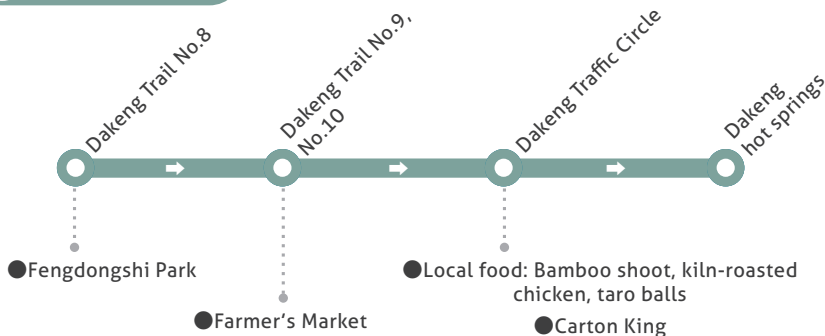 Dakeng Trail No.8
Dakeng Trail No.9,
No.10
Dakeng Traffic Circle
Dakeng
hot springs
●Fengdongshi Park
●Farmer's Market
●Local food: Bamboo shoot, kiln-roasted
chicken, taro balls
●Carton King